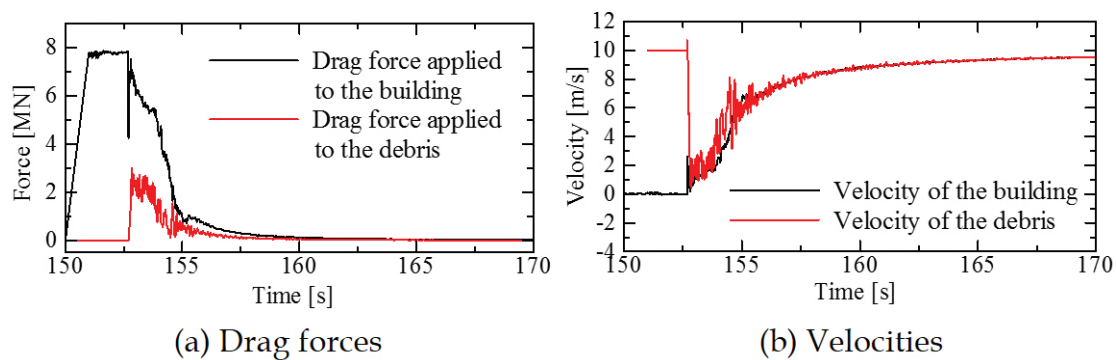 8
6
4
2
0
Force [MN]
Drag force applied
to the building
Drag force applied
to the debris
150 155 160 165 170
Time [s]
(a) Drag forces
12
10
8
6
4
2
0
-2
-4
Velocity [m/s]
Velocity of the building
Velocity of the debris
150 155 160 165 170
Time [s]
(b) Velocities